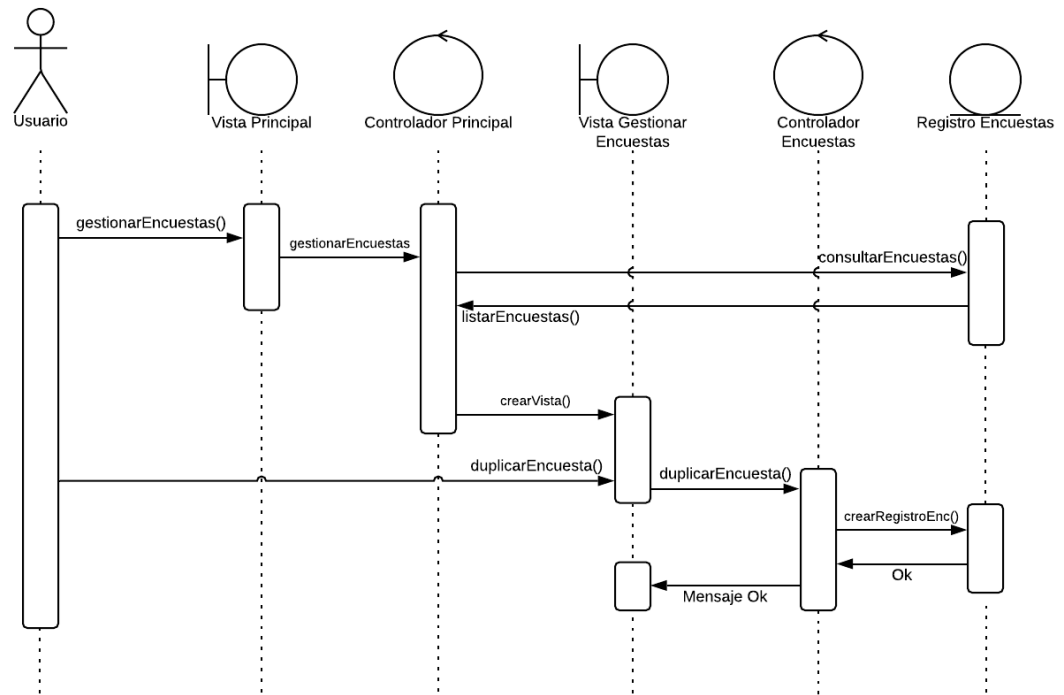 Usuario
Vista Principal
Controlador Principal
Vista Gestionar
Encuestas
Controlador
Encuestas
Registro Encuestas
gestionarEncuestas()
gestionarEncuestas
consultarEncuestas()
listarEncuestas()
crearVista()
duplicarEncuesta()
duplicarEncuesta()
crearRegistroEnc()
Ok
Mensaje Ok